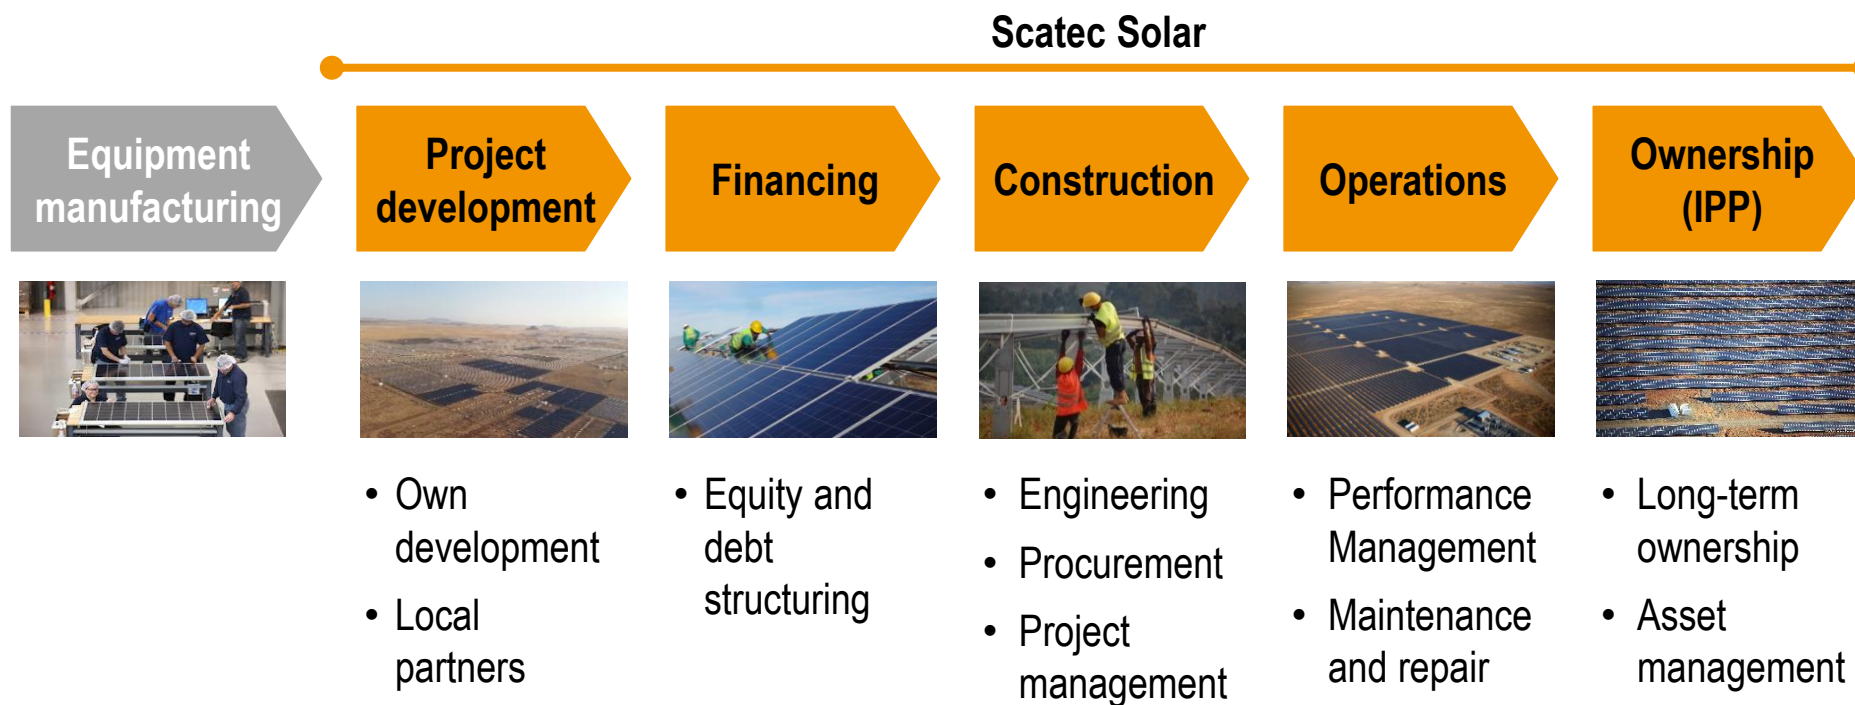 Scatec Solar
Equipment
manufacturing
Project
development
Financing
Construction
Operations
Ownership
(IPP)
• Own
development
• Local
partners
• Equity and
debt
structuring
• Engineering
• Procurement
• Project
management
• Performance
Management
• Maintenance
and repair
• Long-term
ownership
• Asset
management